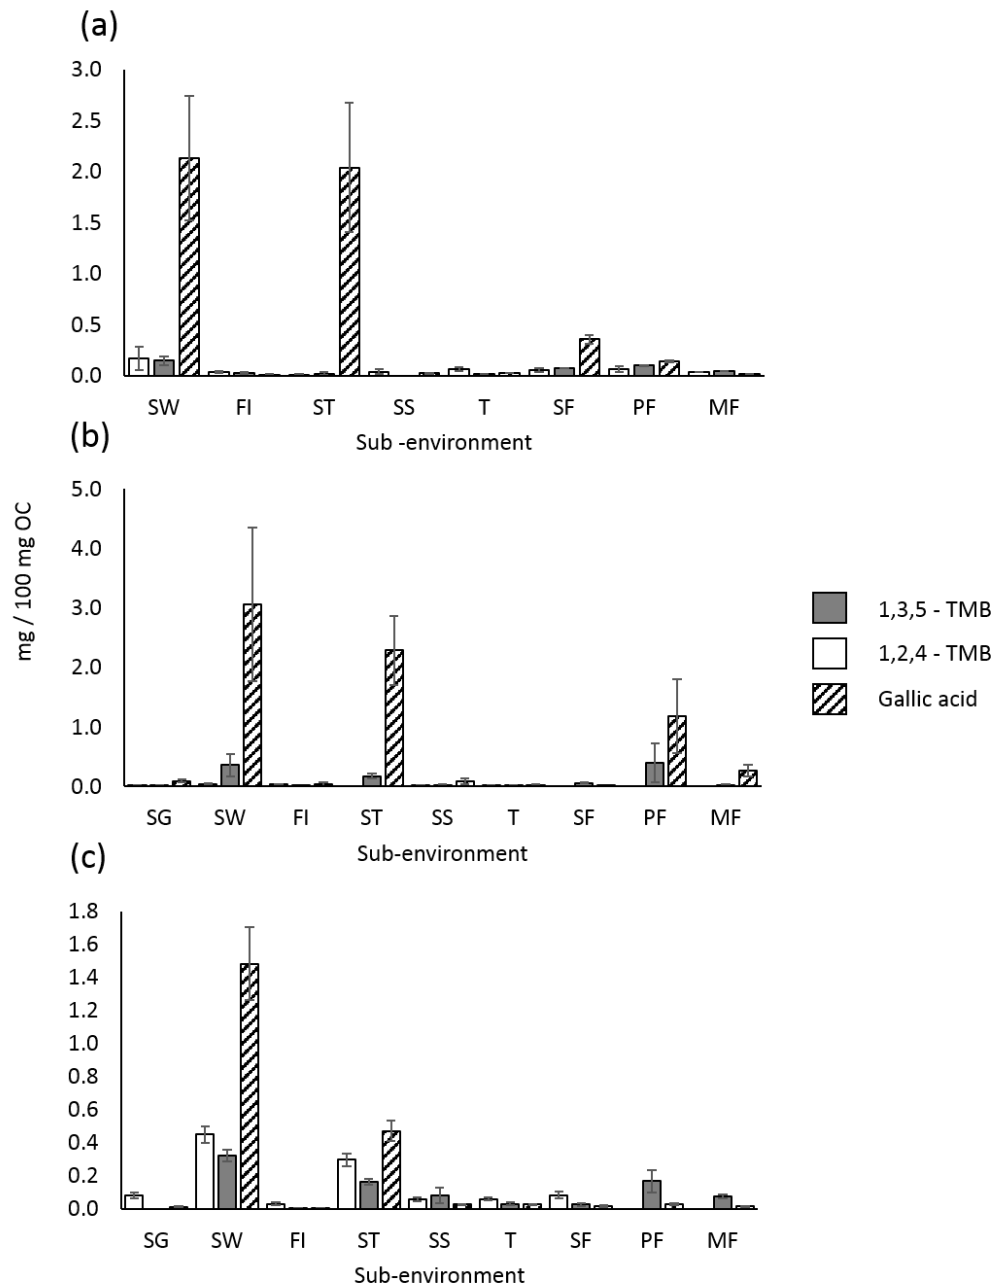 (a)
3.0
2.5
2.0
1.5
1.0
0.5
0.0
SW FI ST SS T SF PF MF
Sub -environment
(b)
mg / 100 mg OC
5.0
4.0
3.0
2.0
1.0
0.0
SG SW FI ST SS T SF PF MF
Sub-environment
1,3,5 - TMB
1,2,4 - TMB
Gallic acid
(c)
1.8
1.6
1.4
1.2
1.0
0.8
0.6
0.4
0.2
0.0
SG SW FI ST SS T SF PF MF
Sub-environment